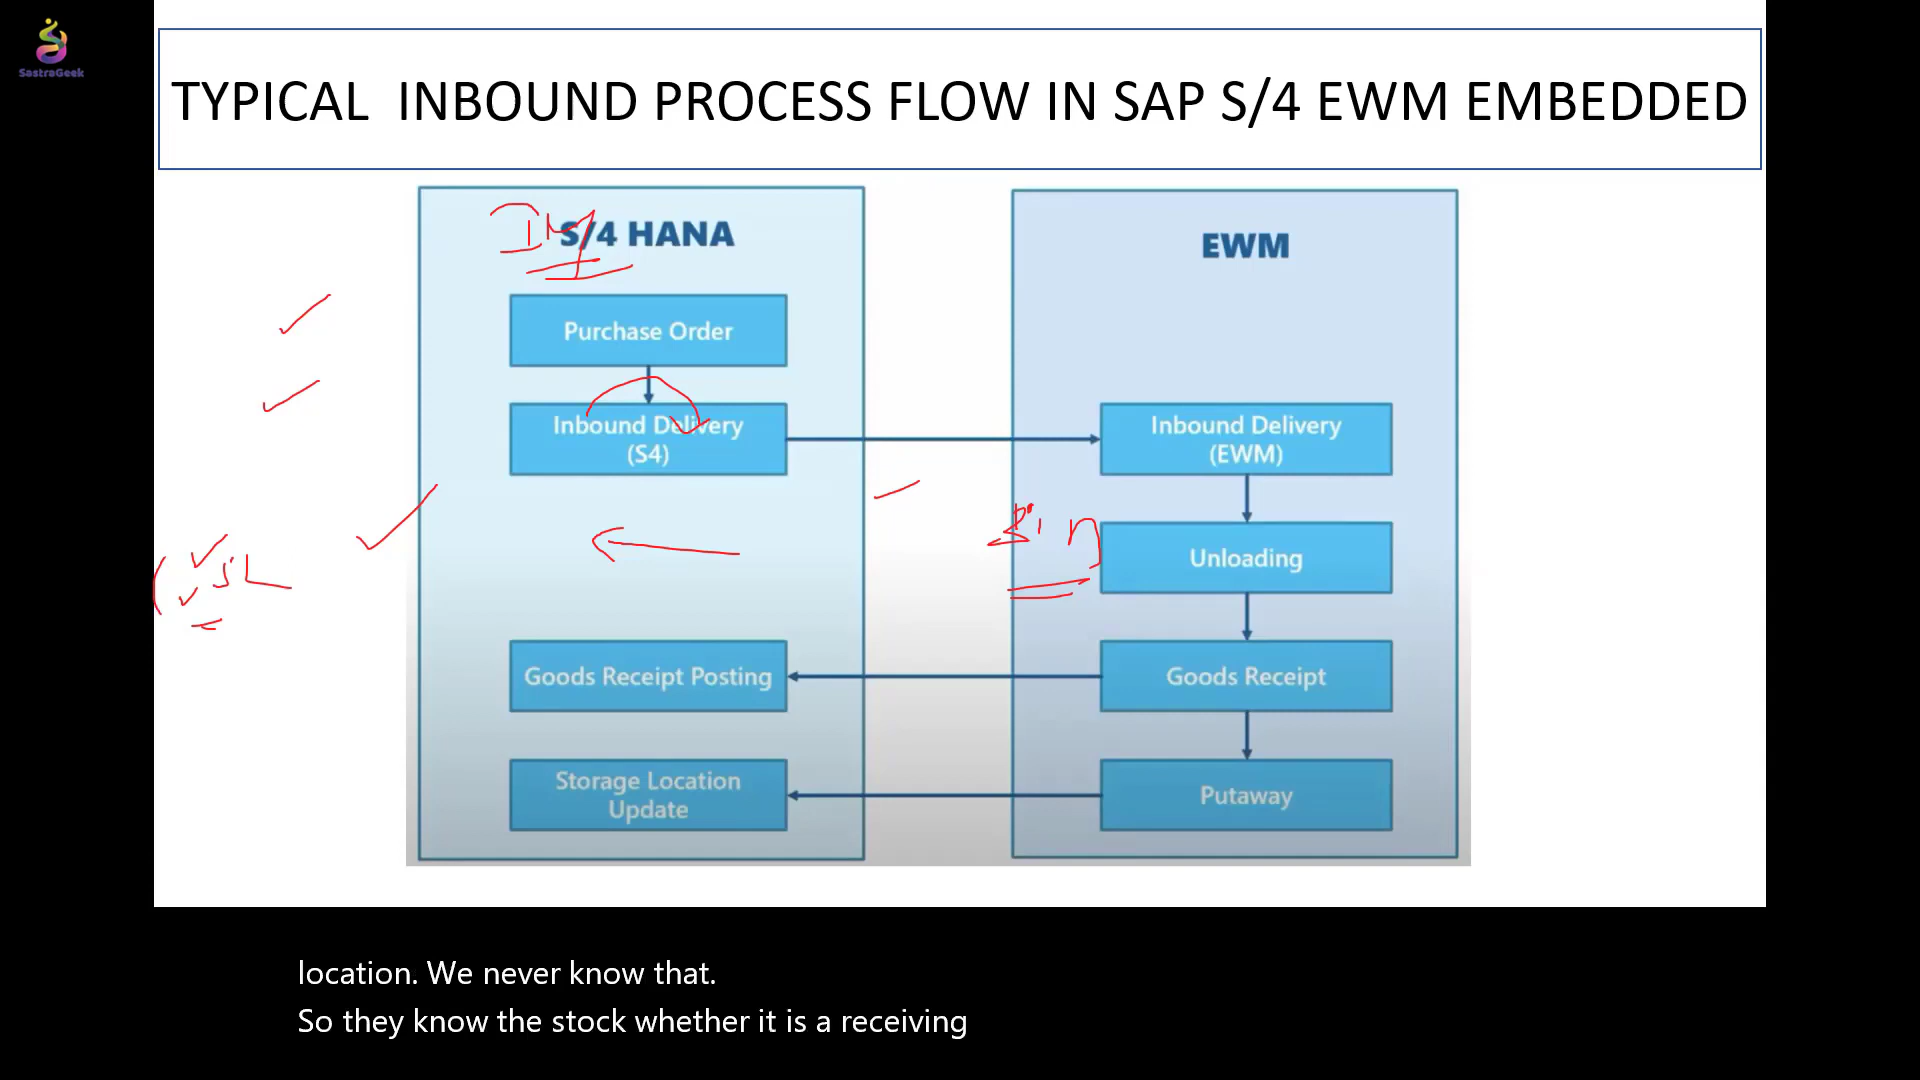 SastraGeek
TYPICAL INBOUND PROCESS FLOW IN SAP S/4 EWM EMBEDDED
S/4 HANA
IM
EWM
Purchase Order
Inbound Delivery
(S4)
Inbound Delivery
(EWM)
Unloading
SL
Goods Receipt Posting
Goods Receipt
Storage Location
Update
Putaway
location. We never know that.
So they know the stock whether it is a receiving